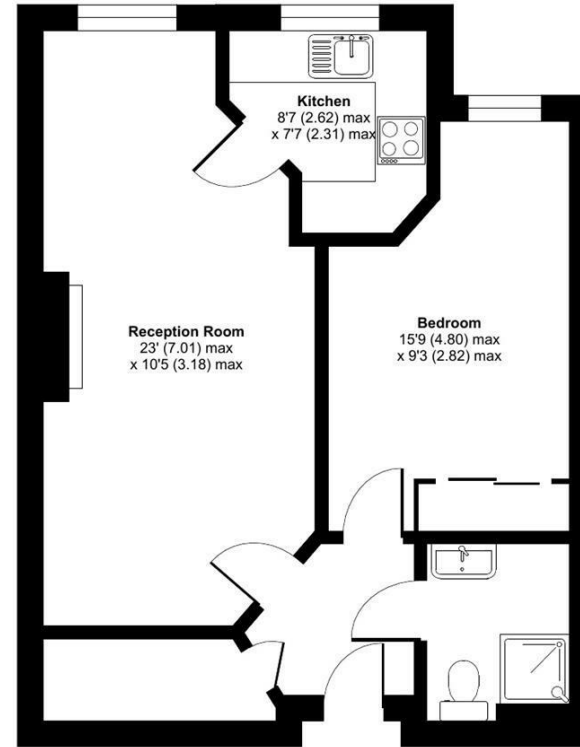 Kitchen
8'7 (2.62) max
x 7'7 (2.31) max
Reception Room
23' (7.01) max
x 10'5 (3.18) max
Bedroom
15'9 (4.80) max
x 9'3 (2.82) max